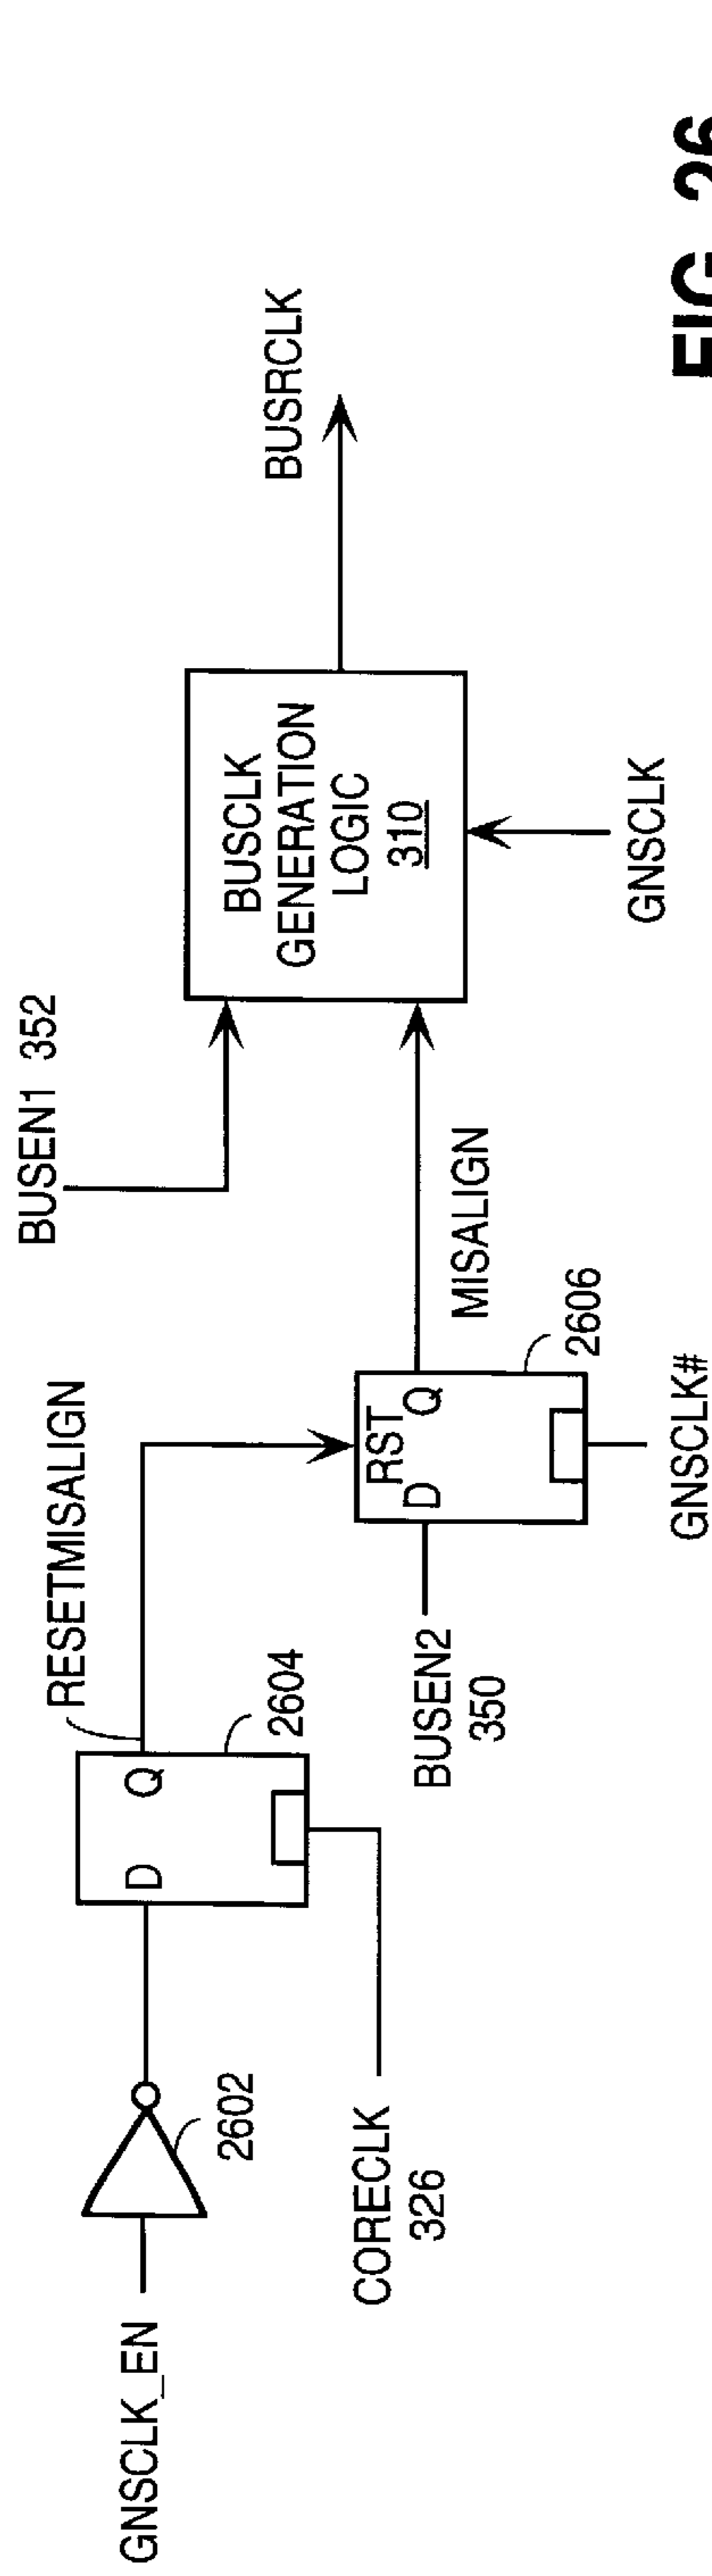 GNSCLK_EN
2602
CORECLK
326
D Q
2604
RESETMISALIGN
BUSEN2
350
RST
D Q
2606
GNSCLK#
MISALIGN
BUSEN1 352
BUSCLK
GENERATION
LOGIC
310
GNSCLK
BUSRCLK
FIG 26